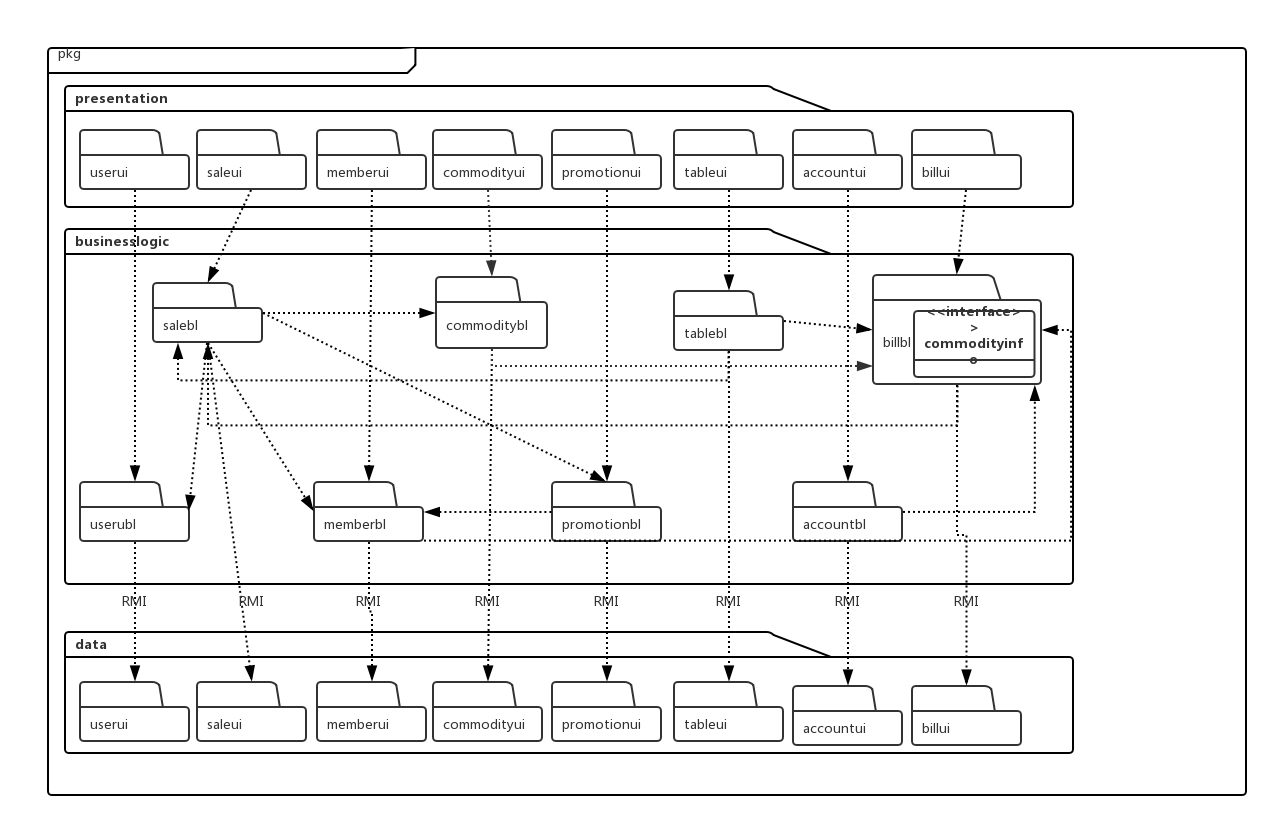 pkg
presentation
userui
saleui
memberui
commodityui
promotionui
tableui
accountui
billui
businesslogic
salebl
commoditybl
tablebl
billbl
<<interface>
>
commodityinf
o
userubl
memberbl
promotionbl
accountbl
RMI
RMI
RMI
RMI
RMI
RMI
RMI
RMI
data
userui
saleui
memberui
commodityui
promotionui
tableui
accountui
billui